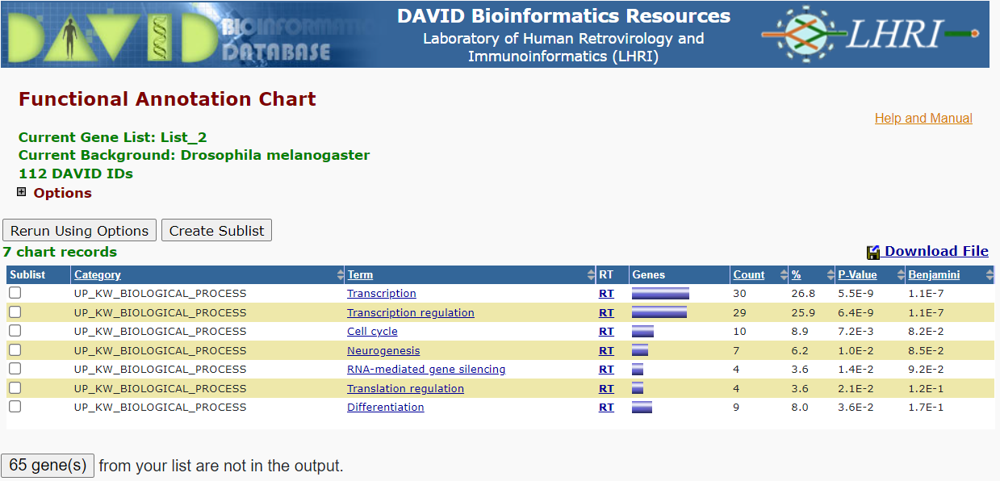 DAVID BIOINFORMATICS DATABASE
DAVID Bioinformatics Resources
Laboratory of Human Retrovirology and
Immunoinformatics (LHRI)
LHRI
Functional Annotation Chart
Help and Manual
Current Gene List: List_2
Current Background: Drosophila melanogaster
112 DAVID IDs
Options
Rerun Using Options Create Sublist
7 chart records
Download File
Sublist Category Term RT Genes Count % P-Value Benjamini
UP_KW_BIOLOGICAL_PROCESS Transcription RT 30 26.8 5.5E-9 1.1E-7
UP_KW_BIOLOGICAL_PROCESS Transcription regulation RT 29 25.9 6.4E-9 1.1E-7
UP_KW_BIOLOGICAL_PROCESS Cell cycle RT 10 8.9 7.2E-3 8.2E-2
UP_KW_BIOLOGICAL_PROCESS Neurogenesis RT 7 6.2 1.0E-2 8.5E-2
UP_KW_BIOLOGICAL_PROCESS RNA-mediated gene silencing RT 4 3.6 1.4E-2 9.2E-2
UP_KW_BIOLOGICAL_PROCESS Translation regulation RT 4 3.6 2.1E-2 1.2E-1
UP_KW_BIOLOGICAL_PROCESS Differentiation RT 9 8.0 3.6E-2 1.7E-1
65 gene(s) from your list are not in the output.